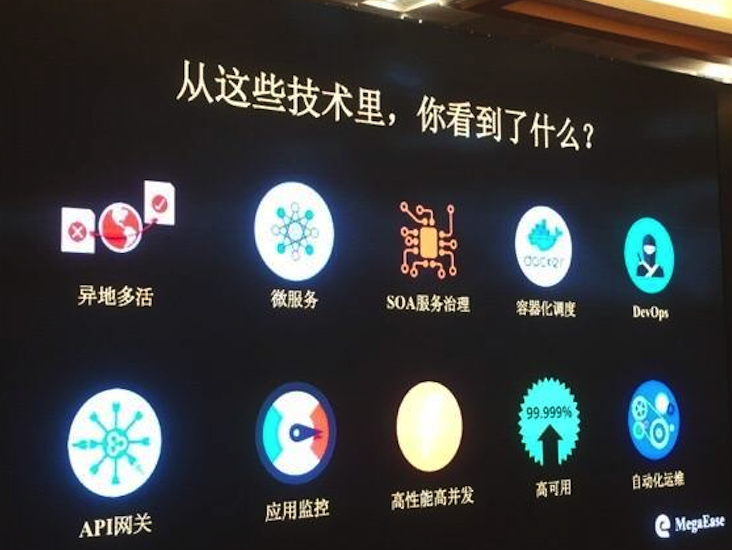 从这些技术里，你看到了什么？
异地多活
微服务
SOA服务治理
docker
容器化调度
DevOps
API网关
应用监控
高性能高并发
99.999%
高可用
自动化运维
MegaEase